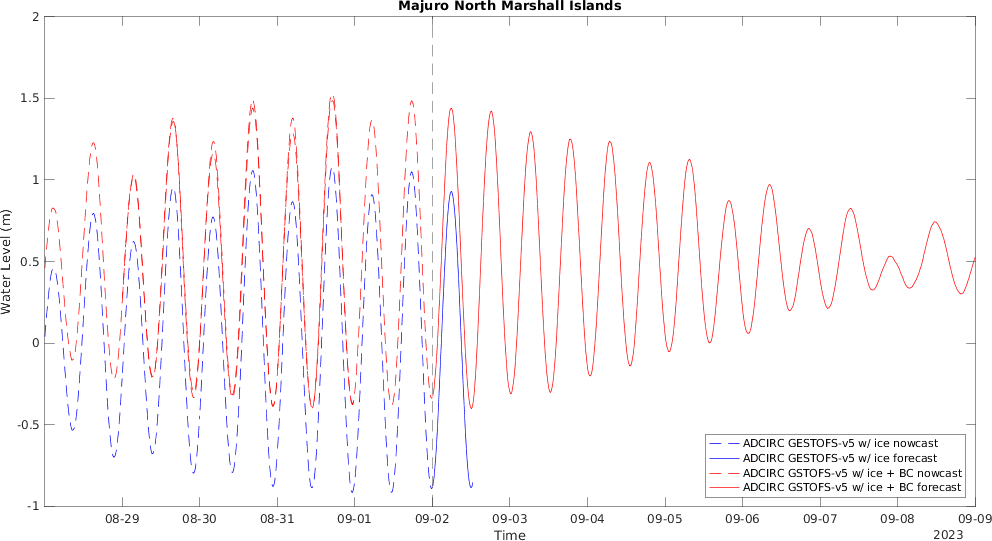 Majuro North Marshall Islands
2
1.5
1
0.5
0
-0.5
-1
Water Level (m)
ADCIRC GESTOFS-v5 w/ ice nowcast
ADCIRC GESTOFS-v5 w/ ice forecast
ADCIRC GSTOFS-v5 w/ ice + BC nowcast
ADCIRC GSTOFS-v5 w/ ice + BC forecast
08-29 08-30 08-31 09-01 09-02 09-03 09-04 09-05 09-06 09-07 09-08 09-09
Time
2023